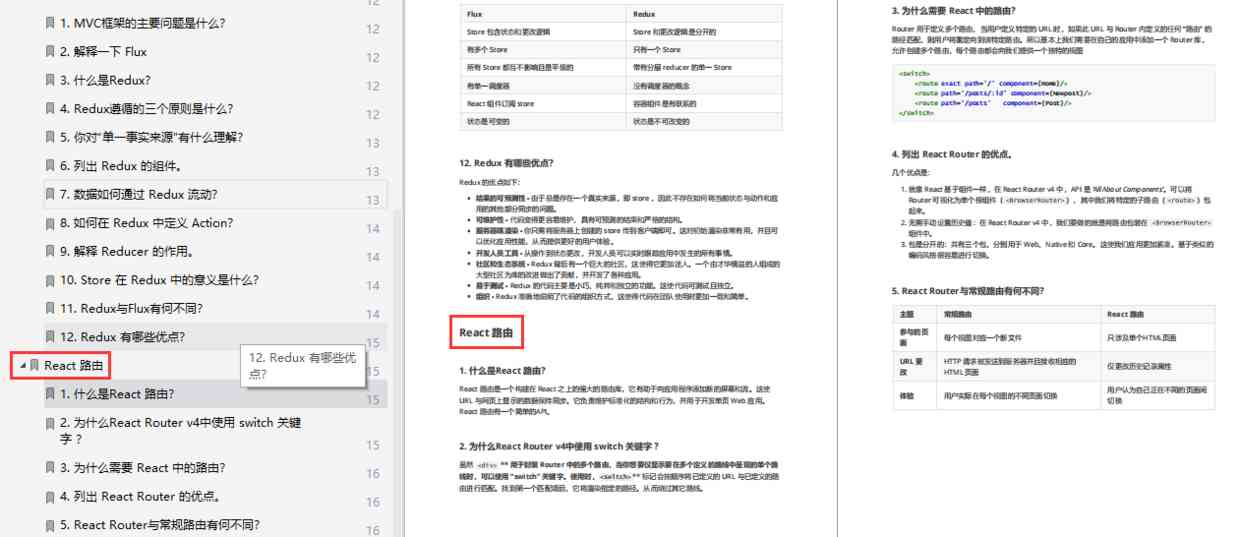 12
1. MVC框架的主要问题是什么? 12
2. 解释一下 Flux 12
3. 什么是Redux? 12
4. Redux遵循的三个原则是什么? 12
5. 你对“单一事实来源”有什么理解? 13
6. 列出 Redux 的组件。 13
7. 数据如何通过 Redux 流动? 13
8. 如何在 Redux 中定义 Action? 14
9. 解释 Reducer 的作用。 14
10. Store 在 Redux 中的意义是什么? 14
11. Redux与Flux有何不同? 14
12. Redux 有哪些优点? 15
12. Redux 有哪些优
点?
React 路由 15
1. 什么是React 路由? 15
2. 为什么React Router v4中使用 switch 关键
字 ? 15
3. 为什么需要 React 中的路由? 16
4. 列出 React Router 的优点。 16
5. React Router与常规路由有何不同? 16
Flux Redux
Store 包含状态和更改逻辑 Store 和更改逻辑是分开的
有多个 Store 只有一个 Store
所有 Store 都互不影响且是平级的 带有分层 reducer 的单一 Store
有单一调度器 没有调度器的概念
React 组件订阅 store 容器组件是有联系的
状态是可变的 状态是不可改变的
12. Redux 有哪些优点?
Redux 的优点如下:
结果的可预测性 - 由于总是存在一个真实来源，即 store ，因此不存在如何将当前状态与动作和应
用的其他部分同步的问题。
可维护性 - 代码变得更容易维护，具有可预测的结果和严格的结构。
服务器端渲染 - 你只需将服务器上创建的 store 传到客户端即可。这对初始渲染非常有用，并且可
以优化应用性能，从而提供更好的用户体验。
开发人员工具 - 从操作到状态更改，开发人员可以实时跟踪应用中发生的所有事情。
社区和生态系统 - Redux 背后有一个巨大的社区，这使得它更加迷人。一个由才华横溢的人组成的
大型社区为库的改进做出了贡献，并开发了各种应用。
易于测试 - Redux 的代码主要是小巧、纯粹和独立的功能。这使代码可测试且独立。
组织 - Redux 准确地说明了代码的组织方式，这使得代码在团队使用时更加一致和简单。
React 路由
1. 什么是React 路由?
React 路由是一个构建在 React 之上的强大的路由库，它有助于向应用程序添加新的屏幕和流。这使
URL 与网页上显示的数据保持同步。它负责维护标准化的结构和行为，并用于开发单页 Web 应用。
React 路由有一个简单的API。
2. 为什么React Router v4中使用 switch 关键字 ?
虽然 <div> ** 用于封装 Router 中的多个路由，当你想要仅显示要在多个定义的路线中呈现的单个路
线时，可以使用 “switch” 关键字。使用时，<switch>** 标记会按顺序将已定义的 URL 与已定义的路
由进行匹配。找到第一个匹配项后，它将渲染指定的路径。从而绕过其它路线。
3. 为什么需要 React 中的路由?
Router 用于定义多个路由，当用户定义特定的 URL 时，如果此 URL 与 Router 内定义的任何 “路由” 的
路径匹配，则用户将重定向到该特定路由。所以基本上我们需要在自己的应用中添加一个 Router 库，
允许创建多个路由，每个路由都会向我们提供一个独特的视图
<switch>
<route exact path='/' component={Home}/>
<route path='/posts/:id' component={Newpost}/>
<route path='/posts' component={Post}/>
</switch>
4. 列出 React Router 的优点。
几个优点是:
1. 就像 React 基于组件一样，在 React Router v4 中，API 是 'All About Components'。可以将
Router 可视化为单个根组件（<BrowserRouter>），其中我们将特定的子路由（<route>）包
起来。
2. 无需手动设置历史值：在 React Router v4 中，我们要做的就是将路由包装在 <BrowserRouter>
组件中。
3. 包是分开的：共有三个包，分别用于 Web、Native 和 Core。这使我们应用更加紧凑。基于类似的
编码风格很容易进行切换。
5. React Router与常规路由有何不同?
主题 常规路由 React 路由
参与的页
面 每个视图对应一个新文件 只涉及单个HTML页面
URL 更
改 HTTP 请求被发送到服务器并且接收相应的
HTML 页面 仅更改历史记录属性
体验 用户实际在每个视图的不同页面切换 用户认为自己正在不同的页面间
切换